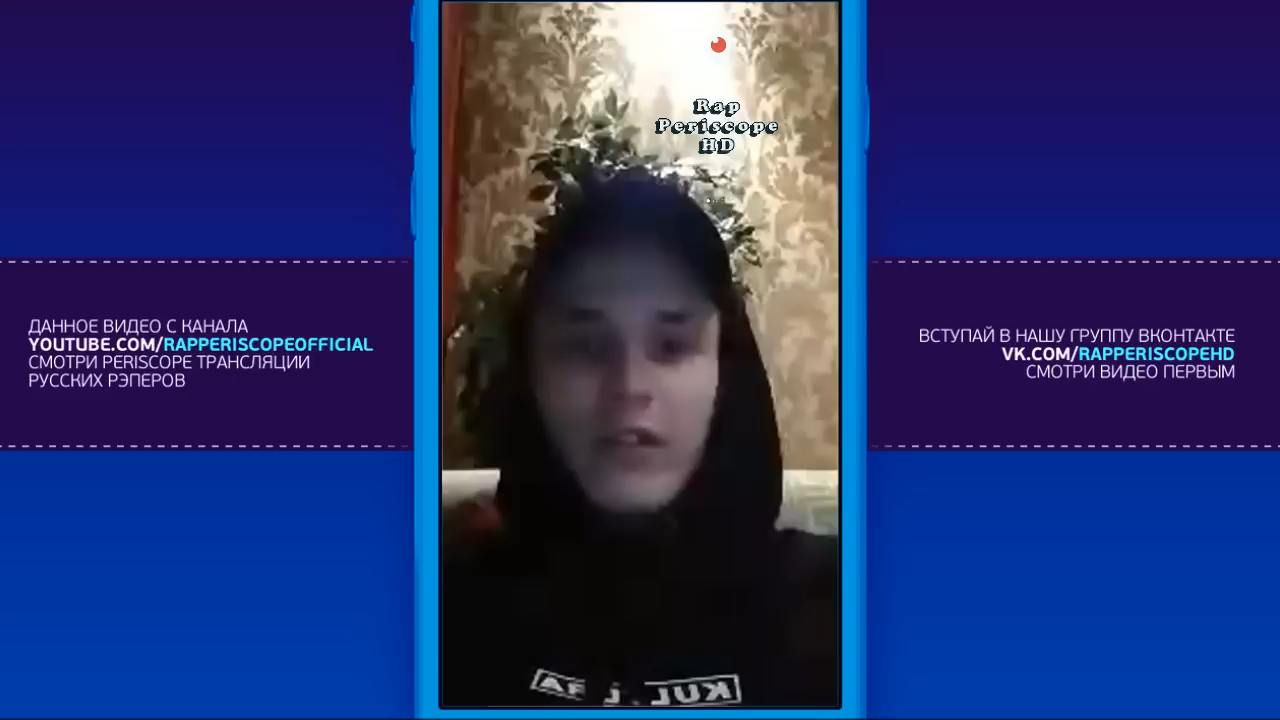 ДАННОЕ ВИДЕО С КАНАЛА
YOUTUBE.COM/RAPPERISCOPEOFFICIAL
СМОТРИ PERISCOPE ТРАНСЛЯЦИИ
РУССКИХ РЭПЕРОВ
Rap
Periscope
HD
ВСТУПАЙ В НАШУ ГРУППУ ВКОНТАКТЕ
VK.COM/RAPPERISCOPEHD
СМОТРИ ВИДЕО ПЕРВЫМ